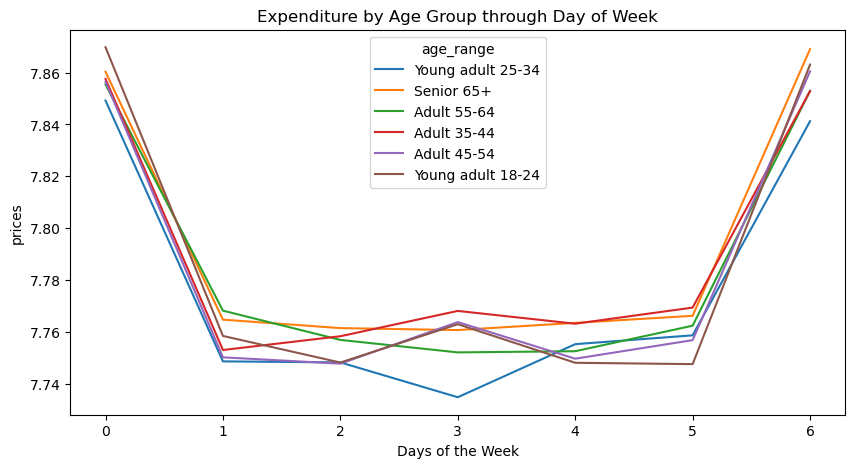 Expenditure by Age Group through Day of Week
age_range
Young adult 25-34
Senior 65+
Adult 55-64
Adult 35-44
Adult 45-54
Young adult 18-24
prices
7.86
7.84
7.82
7.80
7.78
7.76
7.74
0 1 2 3 4 5 6
Days of the Week